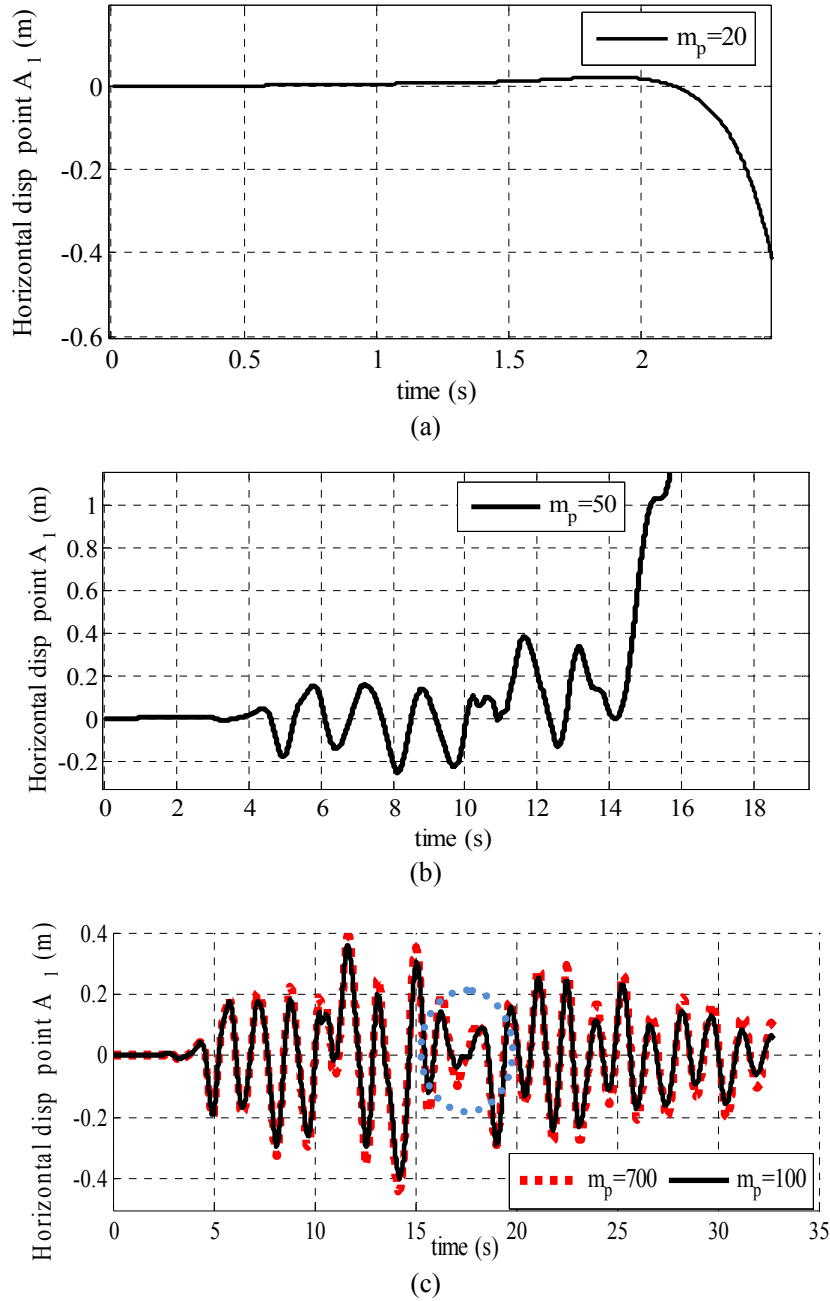 Horizontal disp point A 1 (m)
m_p=20
0
-0.2
-0.4
-0.6
0 0.5 1 1.5 2
time (s)
(a)
Horizontal disp point A 1 (m)
m_p=50
1
0.8
0.6
0.4
0.2
0
-0.2
0 2 4 6 8 10 12 14 16 18
time (s)
(b)
Horizontal disp point A 1 (m)
0.4
0.2
0
-0.2
-0.4
m_p=700 m_p=100
0 5 10 15 20 25 30 35
time (s)
(c)